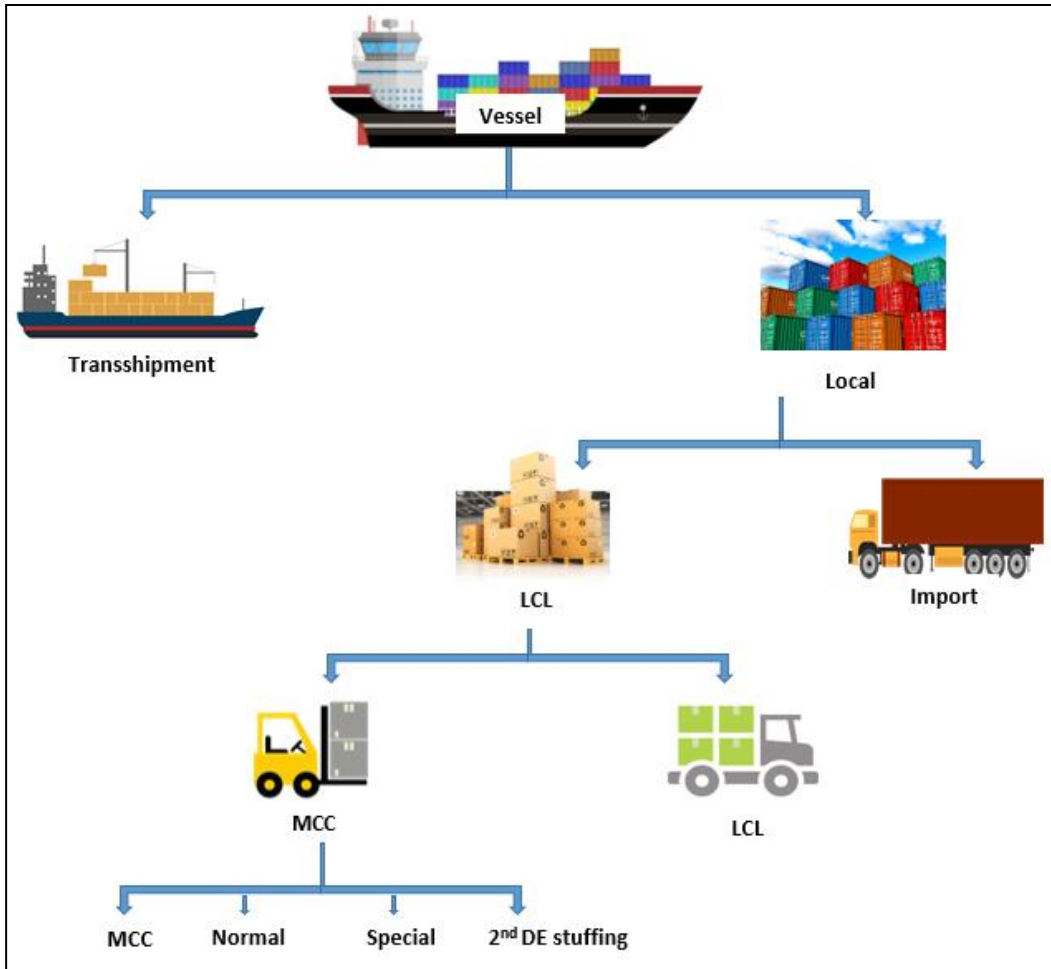 Vessel
Transshipment
Local
LCL
Import
MCC
LCL
MCC
Normal
Special
2nd DE stuffing